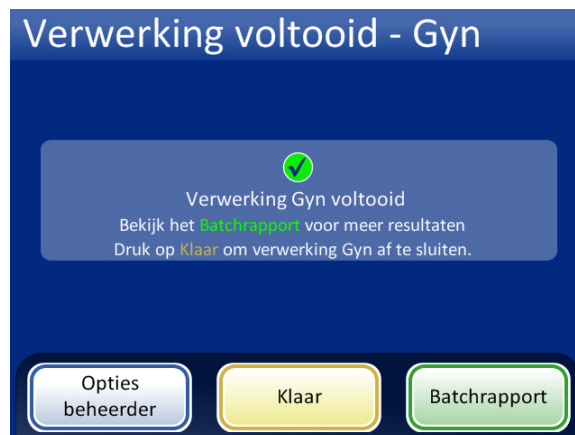 Verwerking voltooid - Gyn
Verwerking Gyn voltooid
Bekijk het Batchrapport voor meer resultaten
Druk op Klaar om verwerking Gyn af te sluiten.
Opties
beheerder
Klaar
Batchrapport